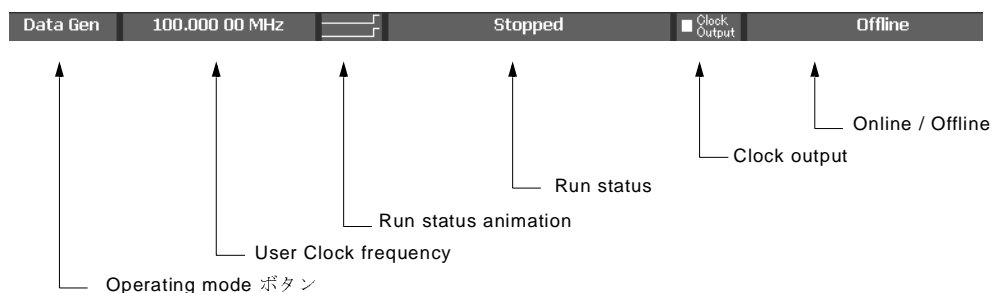 Data Gen 100.000 00 MHz Stopped Clock Output Offline
Online / Offline
Clock output
Run status
Run status animation
User Clock frequency
Operating mode ボタン